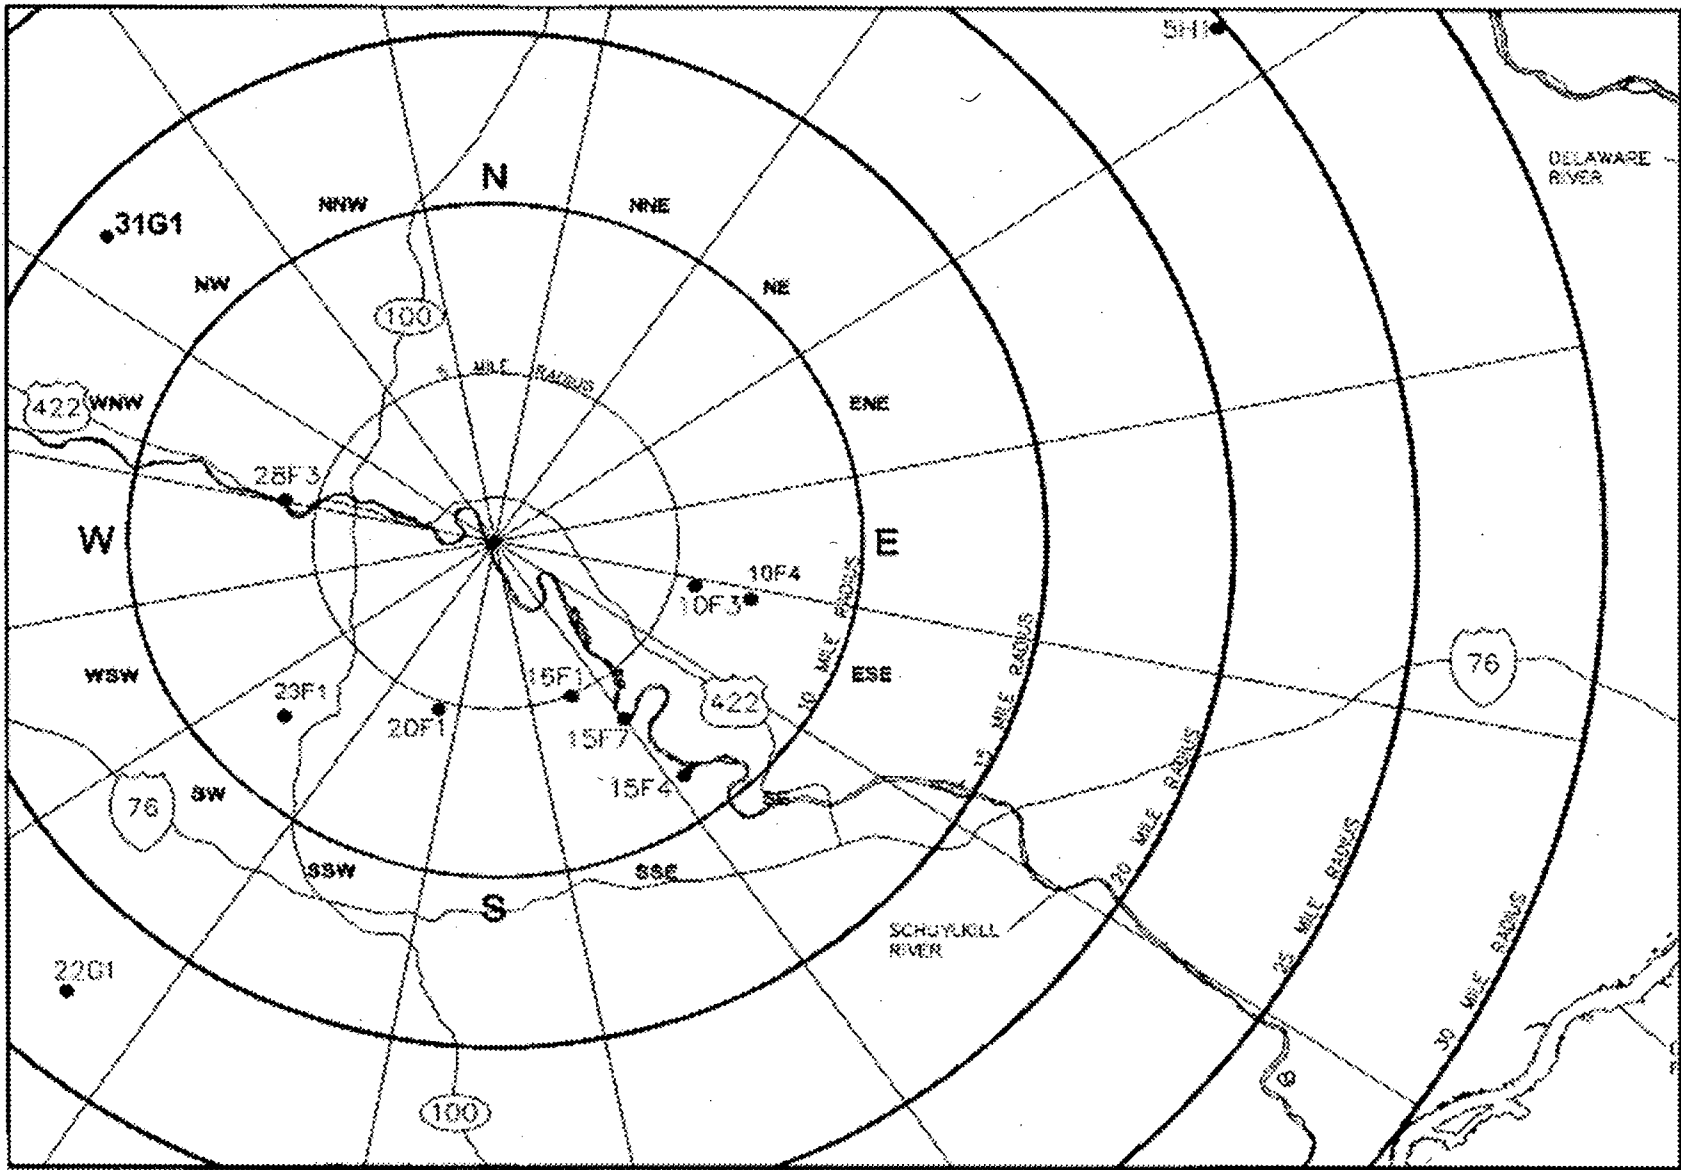 5H1
DELAWARE
RIVER
N
NNW
NNE
31G1
NW
NE
100
5 MILE RADIUS
422
WNW
ENE
28F3
W
E
10F4
10F3
10 MILE RADIUS
15 MILE RADIUS
76
WSW
ESE
23F1
16F1
422
20F1
15F7
15F4
20 MILE RADIUS
SW
76
SE
25 MILE RADIUS
SSW
SSE
S
SCHUYLKILL
RIVER
30 MILE RADIUS
22G1
100